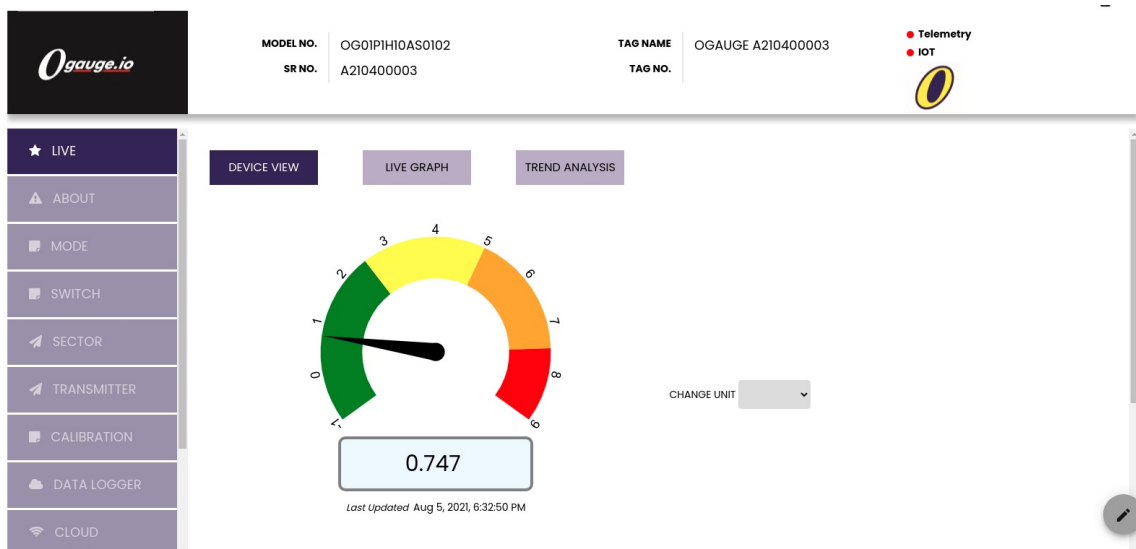 Ogauge.io
MODEL NO. OG01P1H10AS0102
SR NO. A210400003
TAG NAME OGAUGE A210400003
TAG NO.
Telemetry
IOT
LIVE
ABOUT
MODE
SWITCH
SECTOR
TRANSMITTER
CALIBRATION
DATA LOGGER
CLOUD
DEVICE VIEW
LIVE GRAPH
TREND ANALYSIS
-1
0
1
2
3
4
5
6
7
8
9
0.747
Last Updated Aug 5, 2021, 6:32:50 PM
CHANGE UNIT